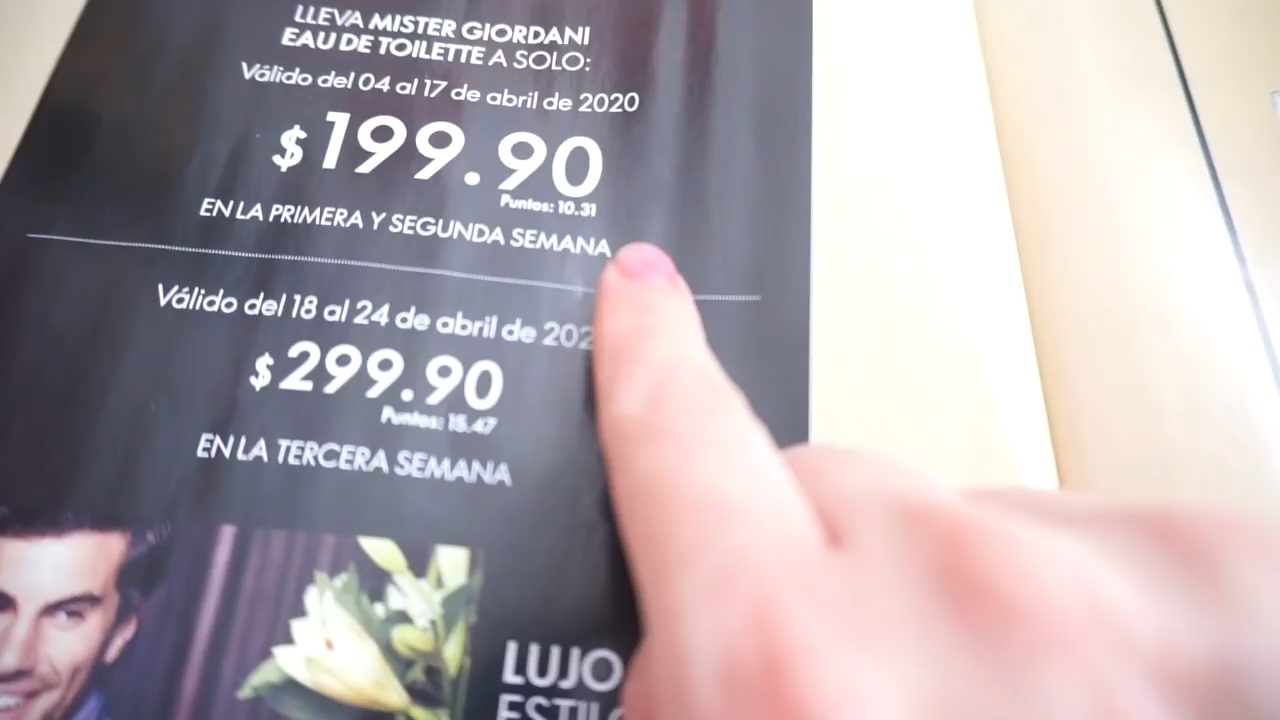 LLEVA MISTER GIORDANI
EAU DE TOILETTE A SOLO:
Válido del 04 al 17 de abril de 2020
$199.90
Puntos: 10.31
EN LA PRIMERA Y SEGUNDA SEMANA
Válido del 18 al 24 de abril de 202
$299.90
Puntos: 15.47
EN LA TERCERA SEMANA
LUJO
ESTILO